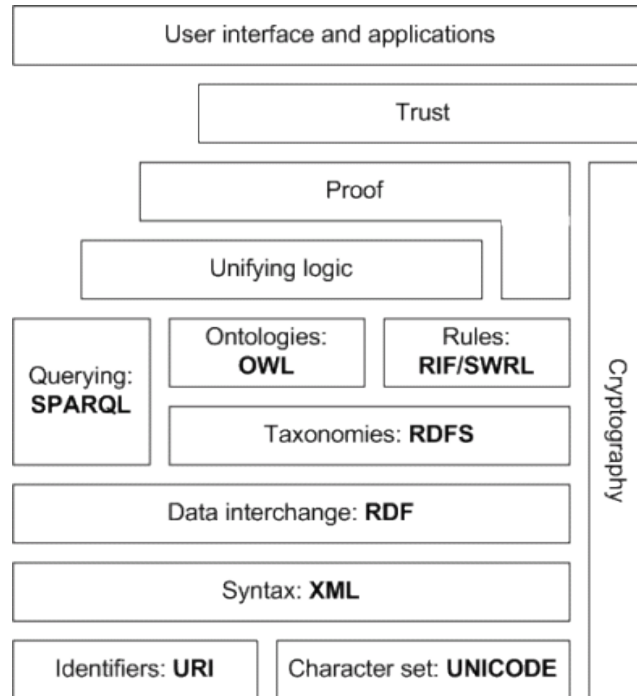 User interface and applications
Trust
Proof
Unifying logic
Querying:
SPARQL
Ontologies:
OWL
Rules:
RIF/SWRL
Taxonomies: RDFS
Data interchange: RDF
Syntax: XML
Identifiers: URI
Character set: UNICODE
Cryptography